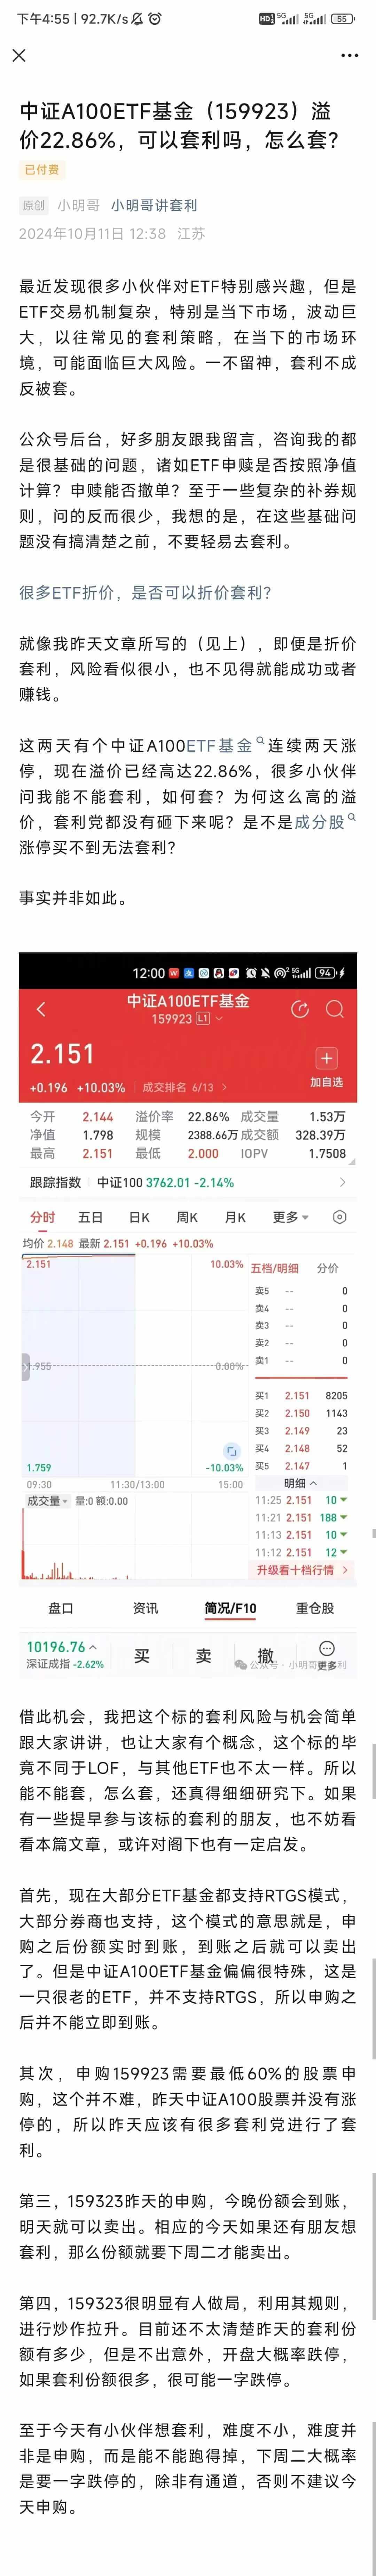 下午4:55 | 92.7K/s
HD 5G 5G 55
中证A100ETF基金（159923）溢
价22.86%，可以套利吗，怎么套？
已付费
原创 小明哥 小明哥讲套利
2024年10月11日 12:38 江苏
最近发现很多小伙伴对ETF特别感兴趣，但是
ETF交易机制复杂，特别是当下市场，波动巨
大，以往常见的套利策略，在当下的市场环
境，可能面临巨大风险。一不留神，套利不成
反被套。
公众号后台，好多朋友跟我留言，咨询我的都
是很基础的问题，诸如ETF申赎是否按照净值
计算？申赎能否撤单？至于一些复杂的补券规
则，问的反而很少，我想的是，在这些基础问
题没有搞清楚之前，不要轻易去套利。
很多ETF折价，是否可以折价套利？
就像我昨天文章所写的（见上），即便是折价
套利，风险看似很小，也不见得就能成功或者
赚钱。
这两天有个中证A100ETF基金连续两天涨
停，现在溢价已经高达22.86%，很多小伙伴
问我能不能套利，如何套？为何这么高的溢
价，套利党都没有砸下来呢？是不是成分股
涨停买不到无法套利？
事实并非如此。
12:00 5G 94
中证A100ETF基金
159923 L1
2.151
+0.196 +10.03% 成交排名 6/13
加自选
今开 2.144 溢价率 22.86% 成交量 1.53万
净值 1.798 规模 2388.66万 成交额 328.39万
最高 2.151 最低 2.000 IOPV 1.7508
跟踪指数 中证100 3762.01 -2.14%
分时 五日 日K 周K 月K 更多
均价 2.148 最新 2.151 +0.196 +10.03%
2.151 10.03%
五档/明细 分价
卖5 -- 0
卖4 -- 0
卖3 -- 0
卖2 -- 0
卖1 -- 0
1.955 0.00%
买1 2.151 8205
买2 2.150 1143
买3 2.149 23
买4 2.148 52
买5 2.147 1
1.759 -10.03%
09:30 11:30/13:00 15:00
明细
成交量 量:0 额:0.00
11:25 2.151 10
11:21 2.151 188
11:13 2.151 10
11:12 2.151 12
升级看十档行情
盘口 资讯 简况/F10 重仓股
10196.76
深证成指 -2.62%
买 卖 撤 更多
公众号 · 小明哥
利
借此机会，我把这个标的套利风险与机会简单
跟大家讲讲，也让大家有个概念，这个标的毕
竟不同于LOF，与其他ETF也不太一样。所以
能不能套，怎么套，还真得细细研究下。如果
有一些提早参与该标的套利的朋友，也不妨看
看本篇文章，或许对阁下也有一定启发。
首先，现在大部分ETF基金都支持RTGS模式，
大部分券商也支持，这个模式的意思就是，申
购之后份额实时到账，到账之后就可以卖出
了。但是中证A100ETF基金偏偏很特殊，这是
一只很老的ETF，并不支持RTGS，所以申购之
后并不能立即到账。
其次，申购159923需要最低60%的股票申
购，这个并不难，昨天中证A100股票并没有涨
停的，所以昨天应该有很多套利党进行了套
利。
第三，159323昨天的申购，今晚份额会到账，
明天就可以卖出。相应的今天如果还有朋友想
套利，那么份额就要下周二才能卖出。
第四，159323很明显有人做局，利用其规则，
进行炒作拉升。目前还不太清楚昨天的套利份
额有多少，但是不出意外，开盘大概率跌停，
如果套利份额很多，很可能一字跌停。
至于今天有小伙伴想套利，难度不小，难度并
非是申购，而是能不能跑得掉，下周二大概率
是要一字跌停的，除非有通道，否则不建议今
天申购。